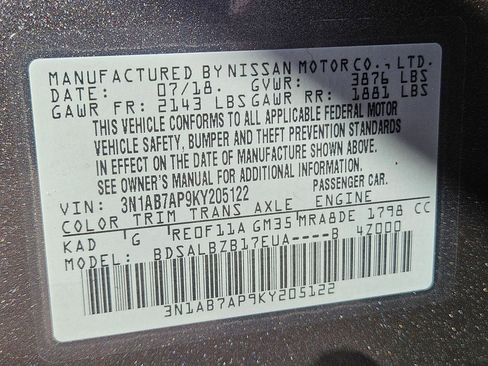 MANUFACTURED BY NISSAN MOTOR CO., LTD.
DATE: 07/18. GVWR: 3876 LBS
GAWR FR: 2143 LBS GAWR RR: 1881 LBS
THIS VEHICLE CONFORMS TO ALL APPLICABLE FEDERAL MOTOR
VEHICLE SAFETY, BUMPER AND THEFT PREVENTION STANDARDS
IN EFFECT ON THE DATE OF MANUFACTURE SHOWN ABOVE.
SEE OWNER'S MANUAL FOR ADDITIONAL INFORMATION
VIN: 3N1AB7AP9KY205122 PASSENGER CAR.
COLOR TRIM TRANS AXLE ENGINE
KAD G RE0F11A GM35 MRA8DE 1798 CC
MODEL: BDSALBZB17EUA----B 4Z000
3N1AB7AP9KY205122